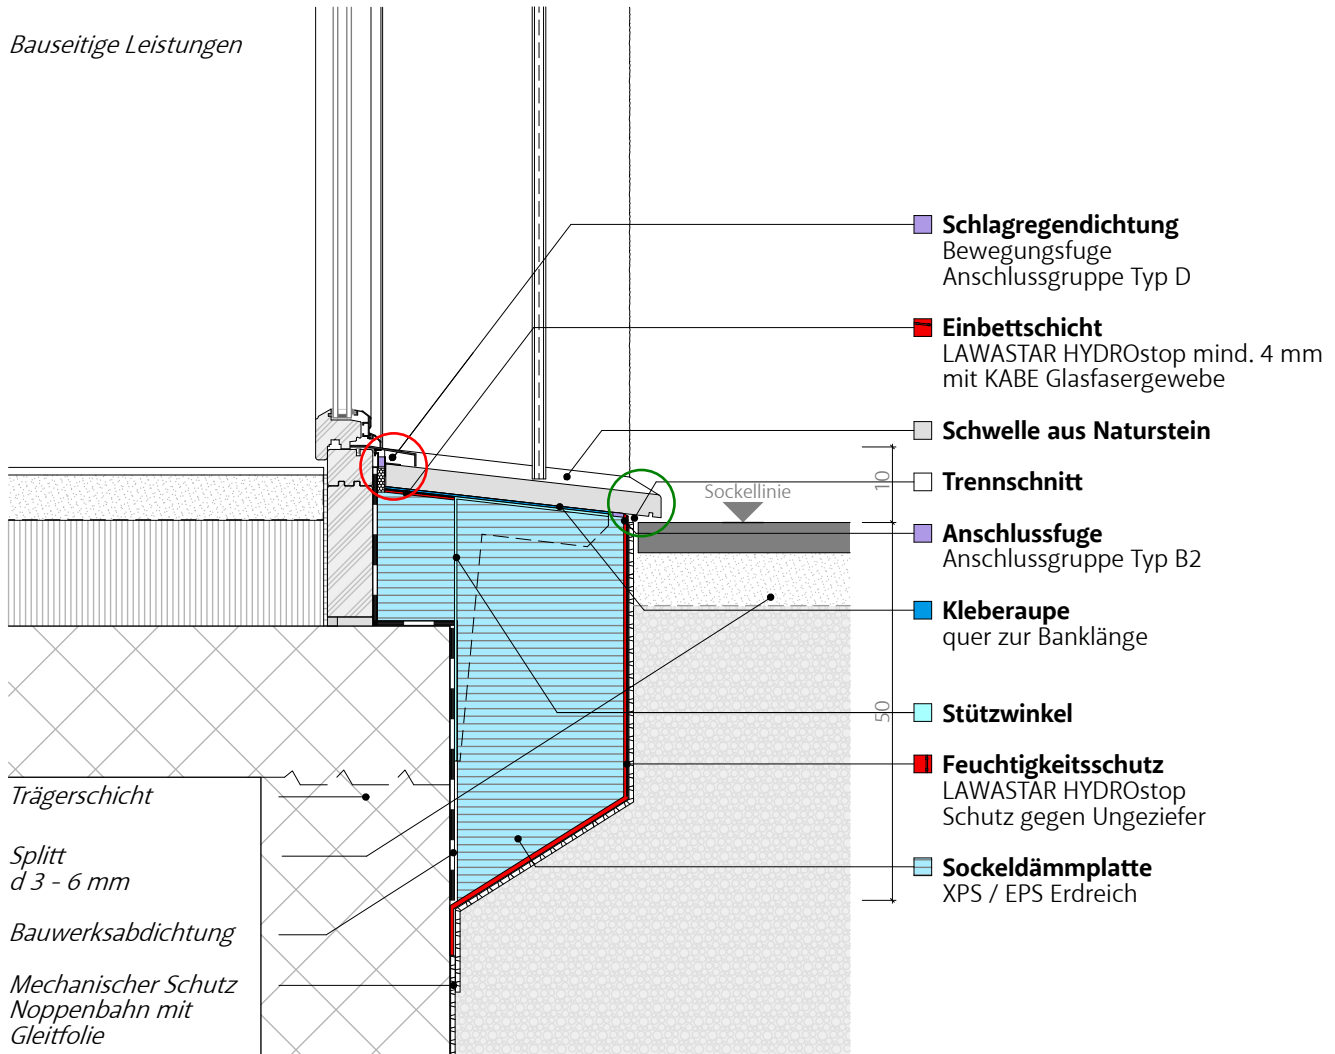 Bauseitige Leistungen
Schlagregendichtung
Bewegungsfuge
Anschlussgruppe Typ D
Einbettschicht
LAWASTAR HYDROstop mind. 4 mm
mit KABE Glasfasergewebe
Schwelle aus Naturstein
10
Sockellinie
Trennschnitt
Anschlussfuge
Anschlussgruppe Typ B2
Kleberaupe
quer zur Banklänge
50
Stützwinkel
Feuchtigkeitsschutz
LAWASTAR HYDROstop
Schutz gegen Ungeziefer
Sockeldämmplatte
XPS / EPS Erdreich
Trägerschicht
Splitt
d 3 - 6 mm
Bauwerksabdichtung
Mechanischer Schutz
Noppenbahn mit
Gleitfolie